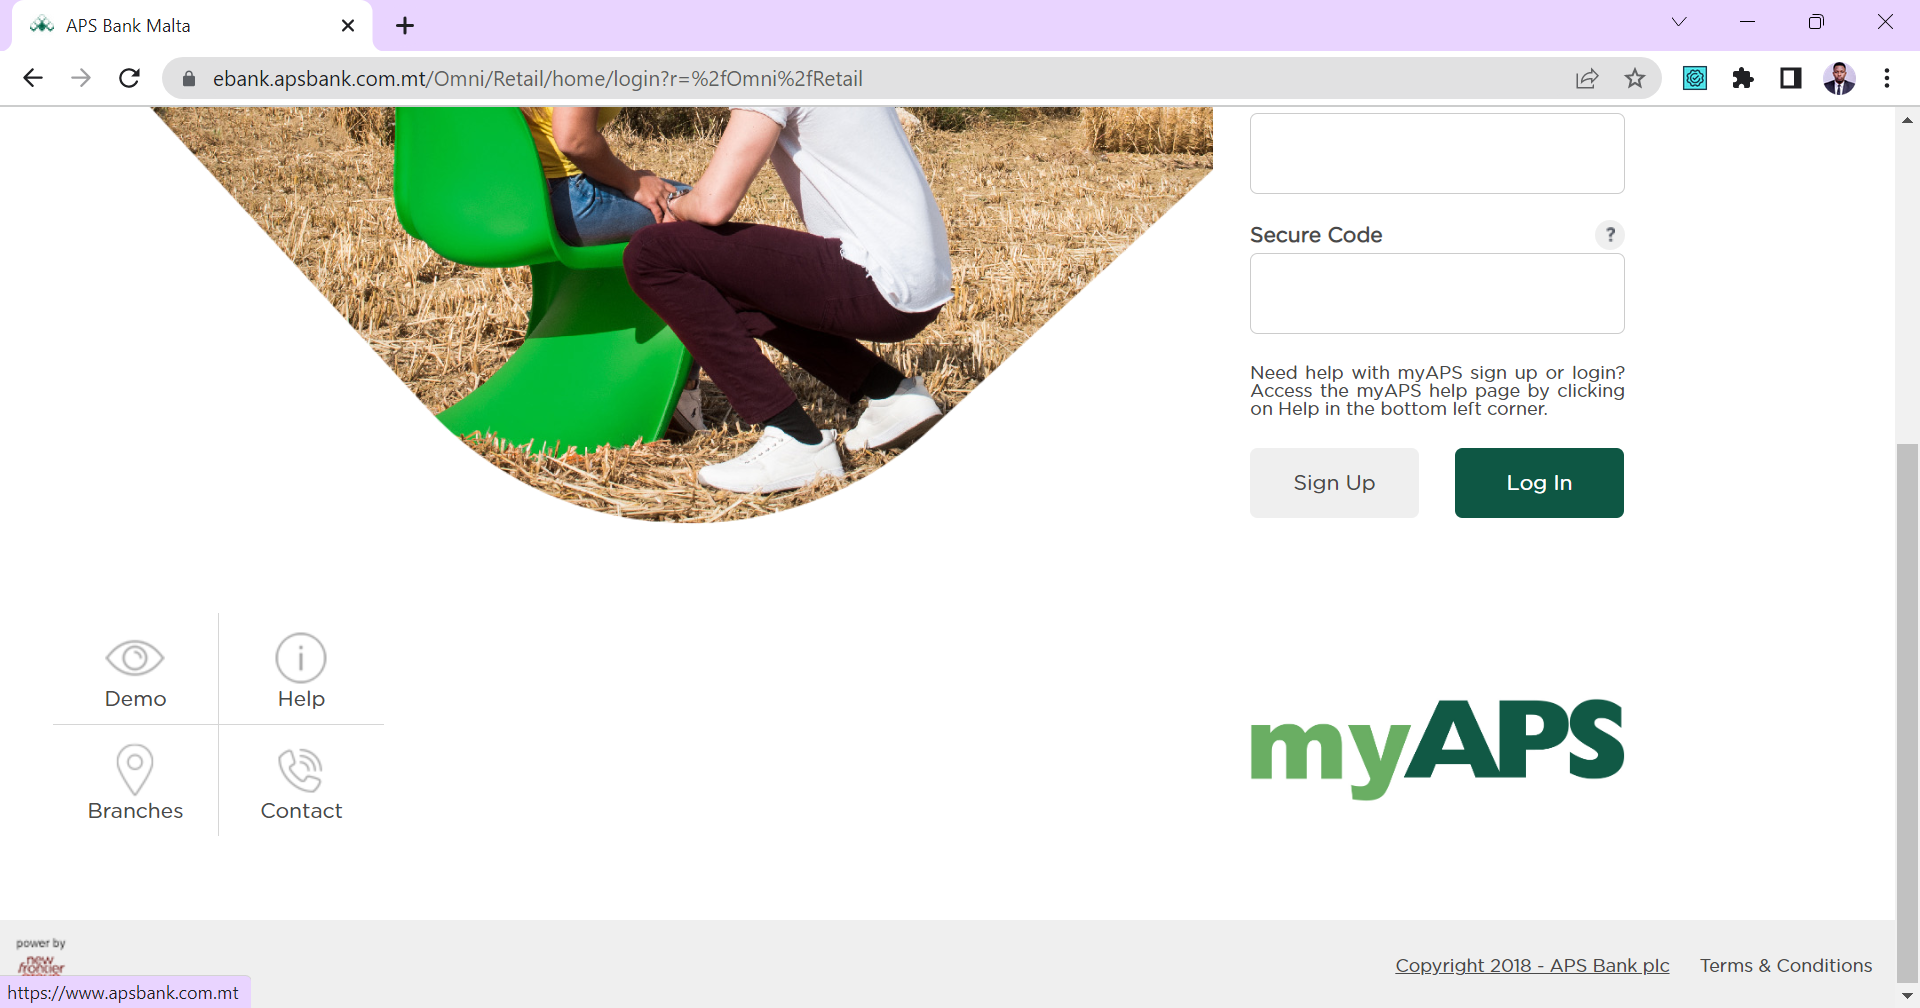 APS Bank Malta
ebank.apsbank.com.mt/Omni/Retail/home/login?r=%2fOmni%2fRetail
Secure Code
?
Need help with myAPS sign up or login?
Access the myAPS help page by clicking
on Help in the bottom left corner.
Sign Up
Log In
Demo
Help
Branches
Contact
myAPS
power by
new
frontier
Copyright 2018 - APS Bank plc
Terms & Conditions
https://www.apsbank.com.mt